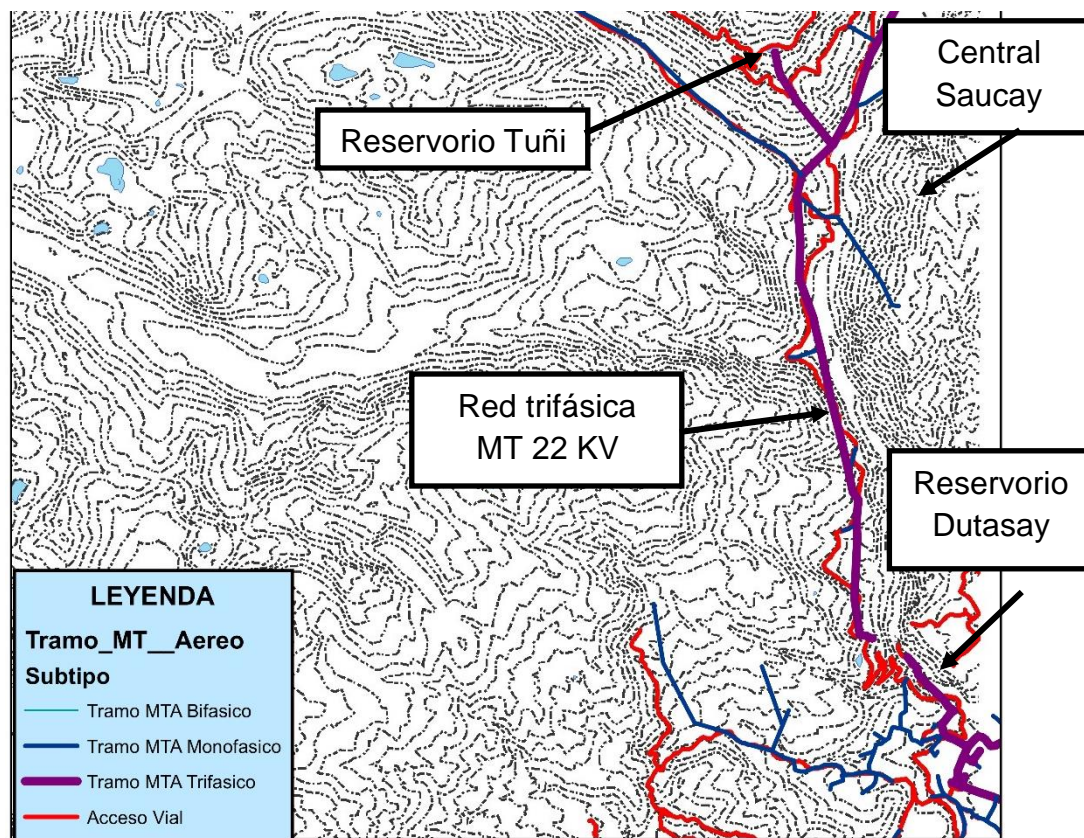 Central
Saucay
Reservorio Tuñi
Red trifásica
MT 22 KV
Reservorio
Dutasay
LEYENDA
Tramo_MT__Aereo
Subtipo
Tramo MTA Bifasico
Tramo MTA Monofasico
Tramo MTA Trifasico
Acceso Vial